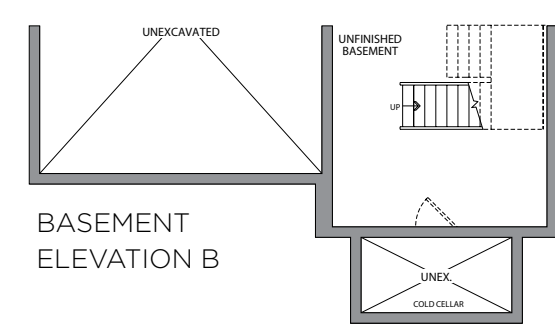 UNEXCAVATED
UNFINISHED
BASEMENT
UP
BASEMENT
ELEVATION B
UNEX.
COLD CELLAR